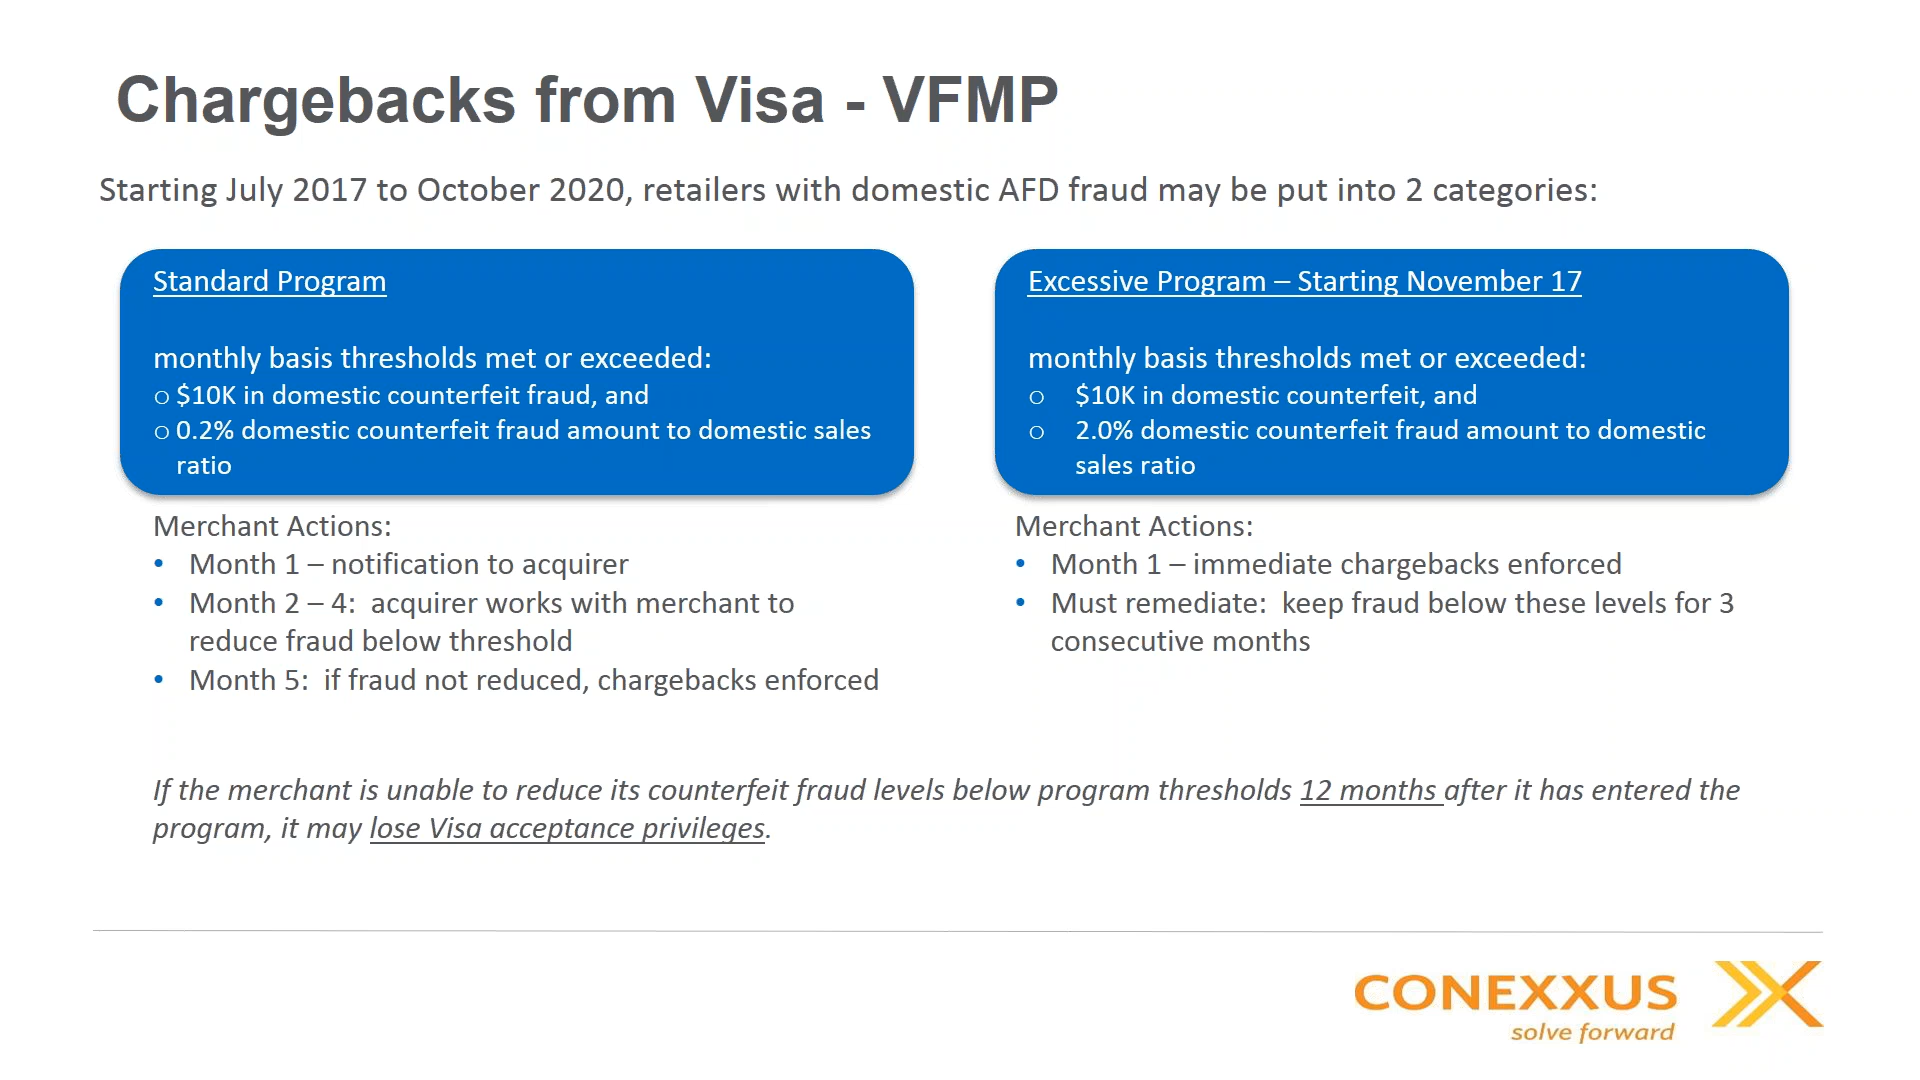 Chargebacks from Visa - VFMP
Starting July 2017 to October 2020, retailers with domestic AFD fraud may be put into 2 categories:
Standard Program
monthly basis thresholds met or exceeded:
o $10K in domestic counterfeit fraud, and
o 0.2% domestic counterfeit fraud amount to domestic sales
ratio
Merchant Actions:
• Month 1 – notification to acquirer
• Month 2 – 4: acquirer works with merchant to
reduce fraud below threshold
• Month 5: if fraud not reduced, chargebacks enforced
Excessive Program – Starting November 17
monthly basis thresholds met or exceeded:
o $10K in domestic counterfeit, and
o 2.0% domestic counterfeit fraud amount to domestic
sales ratio
Merchant Actions:
• Month 1 – immediate chargebacks enforced
• Must remediate: keep fraud below these levels for 3
consecutive months
If the merchant is unable to reduce its counterfeit fraud levels below program thresholds 12 months after it has entered the
program, it may lose Visa acceptance privileges.
CONEXXUS
solve forward